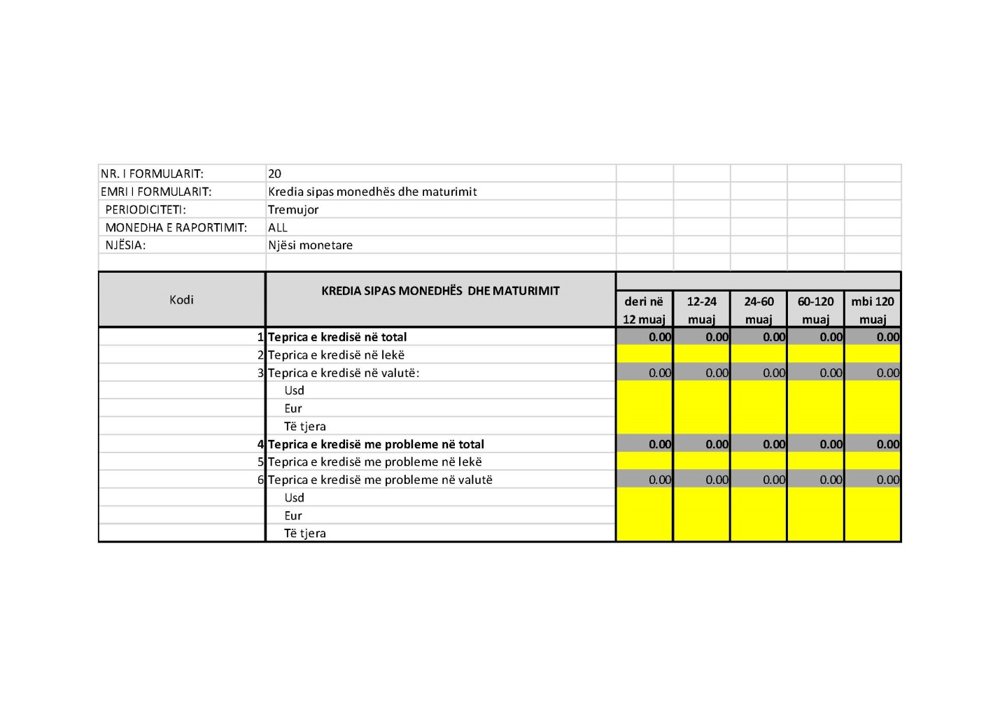 NR. I FORMULARIT: 20
EMRI I FORMULARIT: Kredia sipas monedhës dhe maturimit
PERIODICITETI: Tremujor
MONEDHA E RAPORTIMIT: ALL
NJËSIA: Njësi monetare
Kodi KREDIA SIPAS MONEDHËS DHE MATURIMIT
deri në 12-24 24-60 60-120 mbi 120
12 muaj muaj muaj muaj muaj
1 Teprica e kredisë në total 0.00 0.00 0.00 0.00 0.00
2 Teprica e kredisë në lekë
3 Teprica e kredisë në valutë: 0.00 0.00 0.00 0.00 0.00
Usd
Eur
Të tjera
4 Teprica e kredisë me probleme në total 0.00 0.00 0.00 0.00 0.00
5 Teprica e kredisë me probleme në lekë
6 Teprica e kredisë me probleme në valutë 0.00 0.00 0.00 0.00 0.00
Usd
Eur
Të tjera